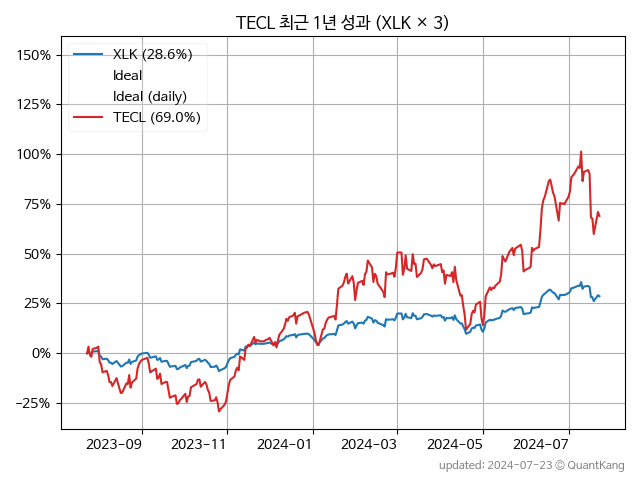 TECL 최근 1년 성과 (XLK × 3)
XLK (28.6%)
Ideal
Ideal (daily)
TECL (69.0%)
150%
125%
100%
75%
50%
25%
0%
−25%
2023−09
2023−11
2024−01
2024−03
2024−05
2024−07
updated: 2024-07-23 © QuantKang